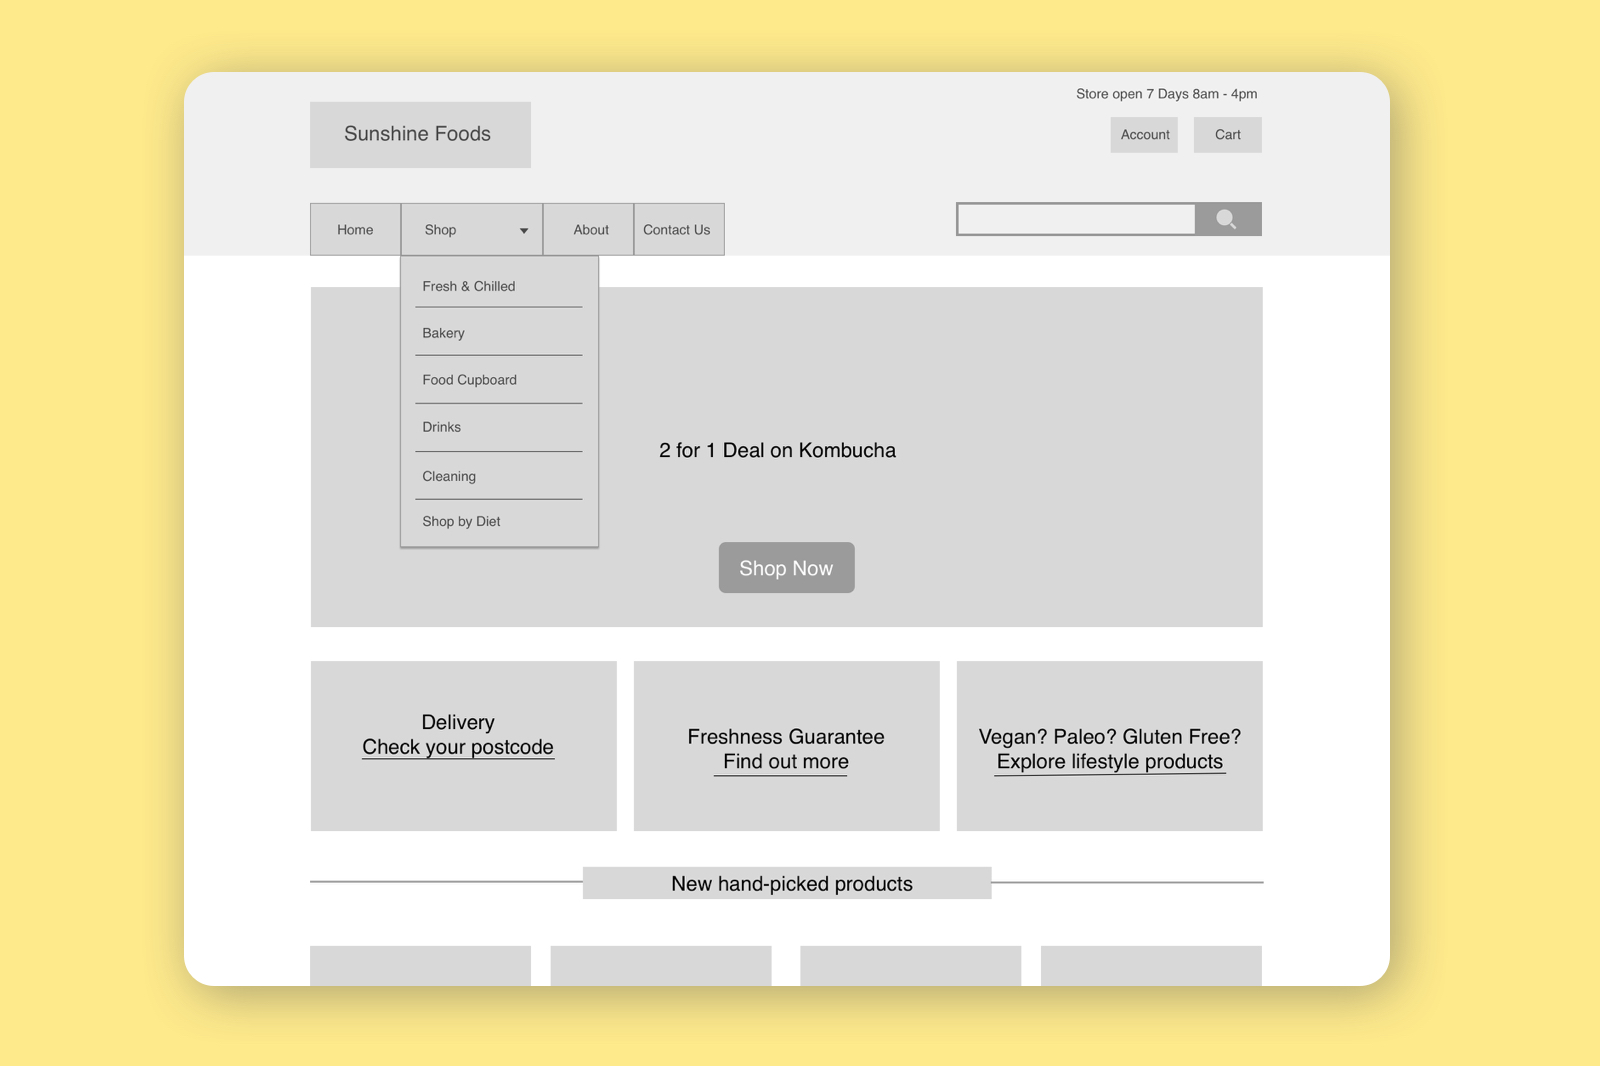 Store open 7 Days 8am - 4pm
Sunshine Foods
Account
Cart
Home
Shop
About
Contact Us
Fresh & Chilled
Bakery
Food Cupboard
Drinks
Cleaning
Shop by Diet
2 for 1 Deal on Kombucha
Shop Now
Delivery
Check your postcode
Freshness Guarantee
Find out more
Vegan? Paleo? Gluten Free?
Explore lifestyle products
New hand-picked products